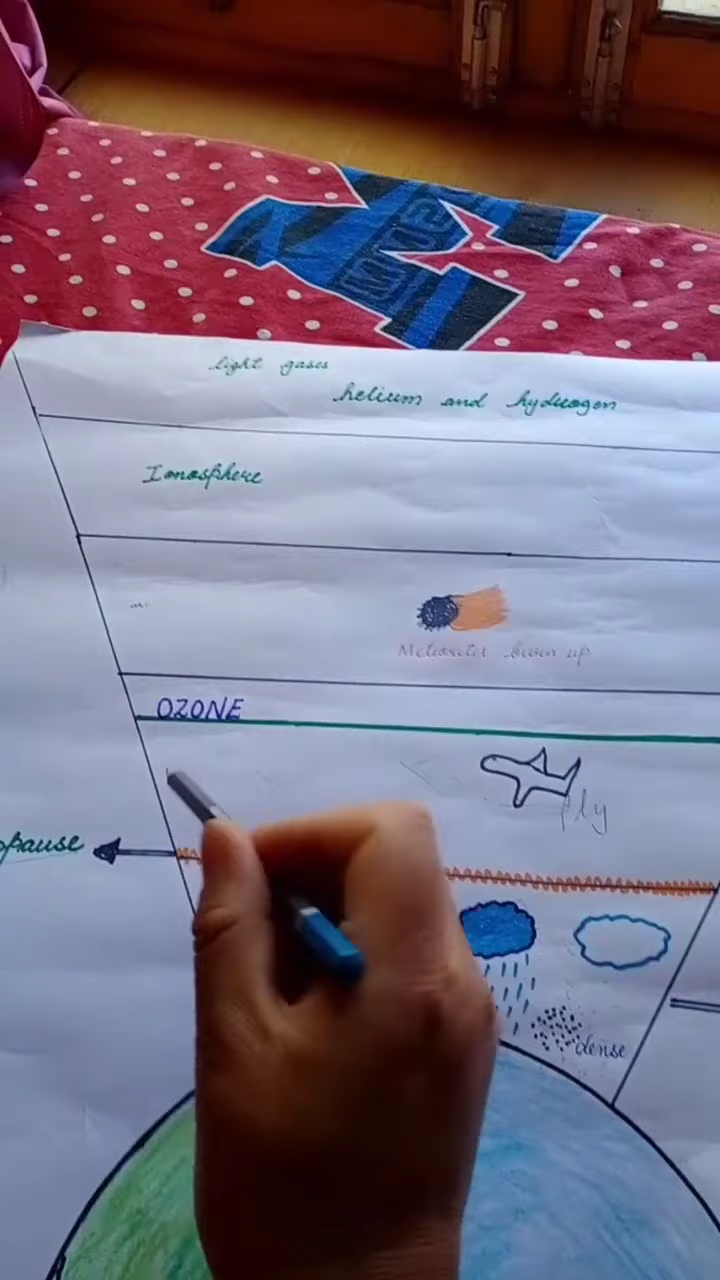 light gases
helium and hydrogen
Ionosphere
Meteorites burn up
OZONE
fly
pause
dense